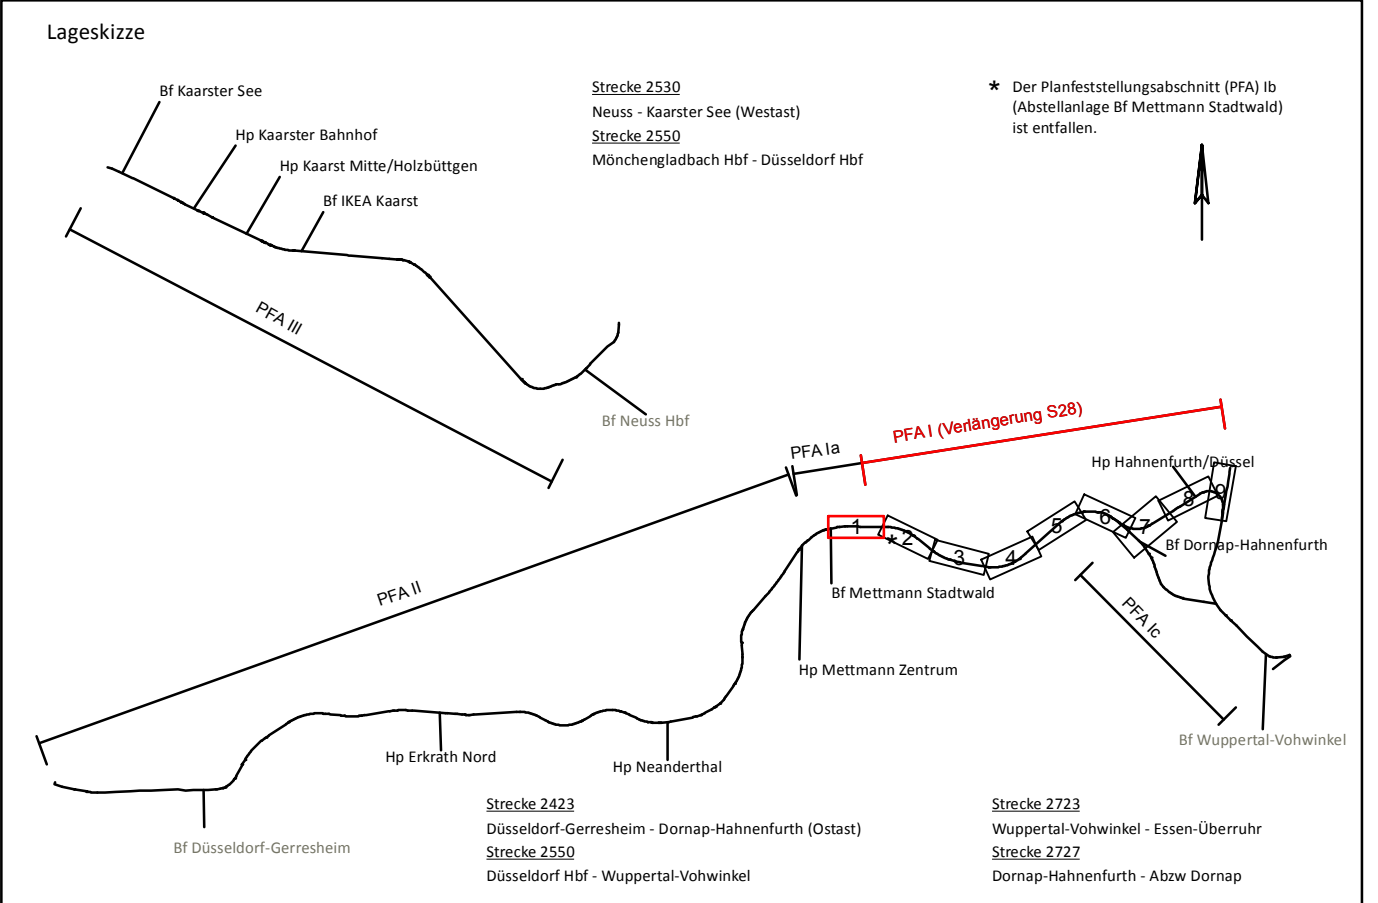 Lageskizze
Bf Kaarster See
Hp Kaarster Bahnhof
Hp Kaarst Mitte/Holzbüttgen
Bf IKEA Kaarst
Strecke 2530
Neuss - Kaarster See (Westast)
Strecke 2550
Mönchengladbach Hbf - Düsseldorf Hbf
* Der Planfeststellungsabschnitt (PFA) Ib
(Abstellanlage Bf Mettmann Stadtwald)
ist entfallen.
PFA III
Bf Neuss Hbf
PFA Ia
PFA I (Verlängerung S28)
Hp Hahnenfurth/Düssel
1
2
3
4
5
6
7
8
9
*
Bf Dornap-Hahnenfurth
Bf Mettmann Stadtwald
PFA II
PFA Ic
Hp Mettmann Zentrum
Bf Wuppertal-Vohwinkel
Hp Erkrath Nord
Hp Neanderthal
Bf Düsseldorf-Gerresheim
Strecke 2423
Düsseldorf-Gerresheim - Dornap-Hahnenfurth (Ostast)
Strecke 2550
Düsseldorf Hbf - Wuppertal-Vohwinkel
Strecke 2723
Wuppertal-Vohwinkel - Essen-Überruhr
Strecke 2727
Dornap-Hahnenfurth - Abzw Dornap